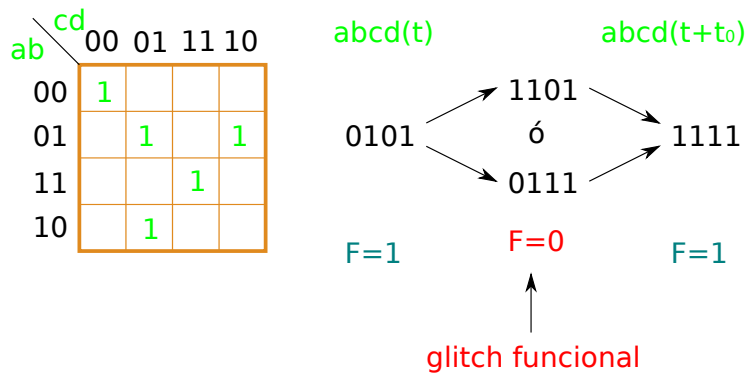 cd
ab
00 01 11 10
00 1
01 1 1
11 1
10 1
abcd(t) abcd(t+t₀)
1101
0101 ó 1111
0111
F=1 F=0 F=1
glitch funcional